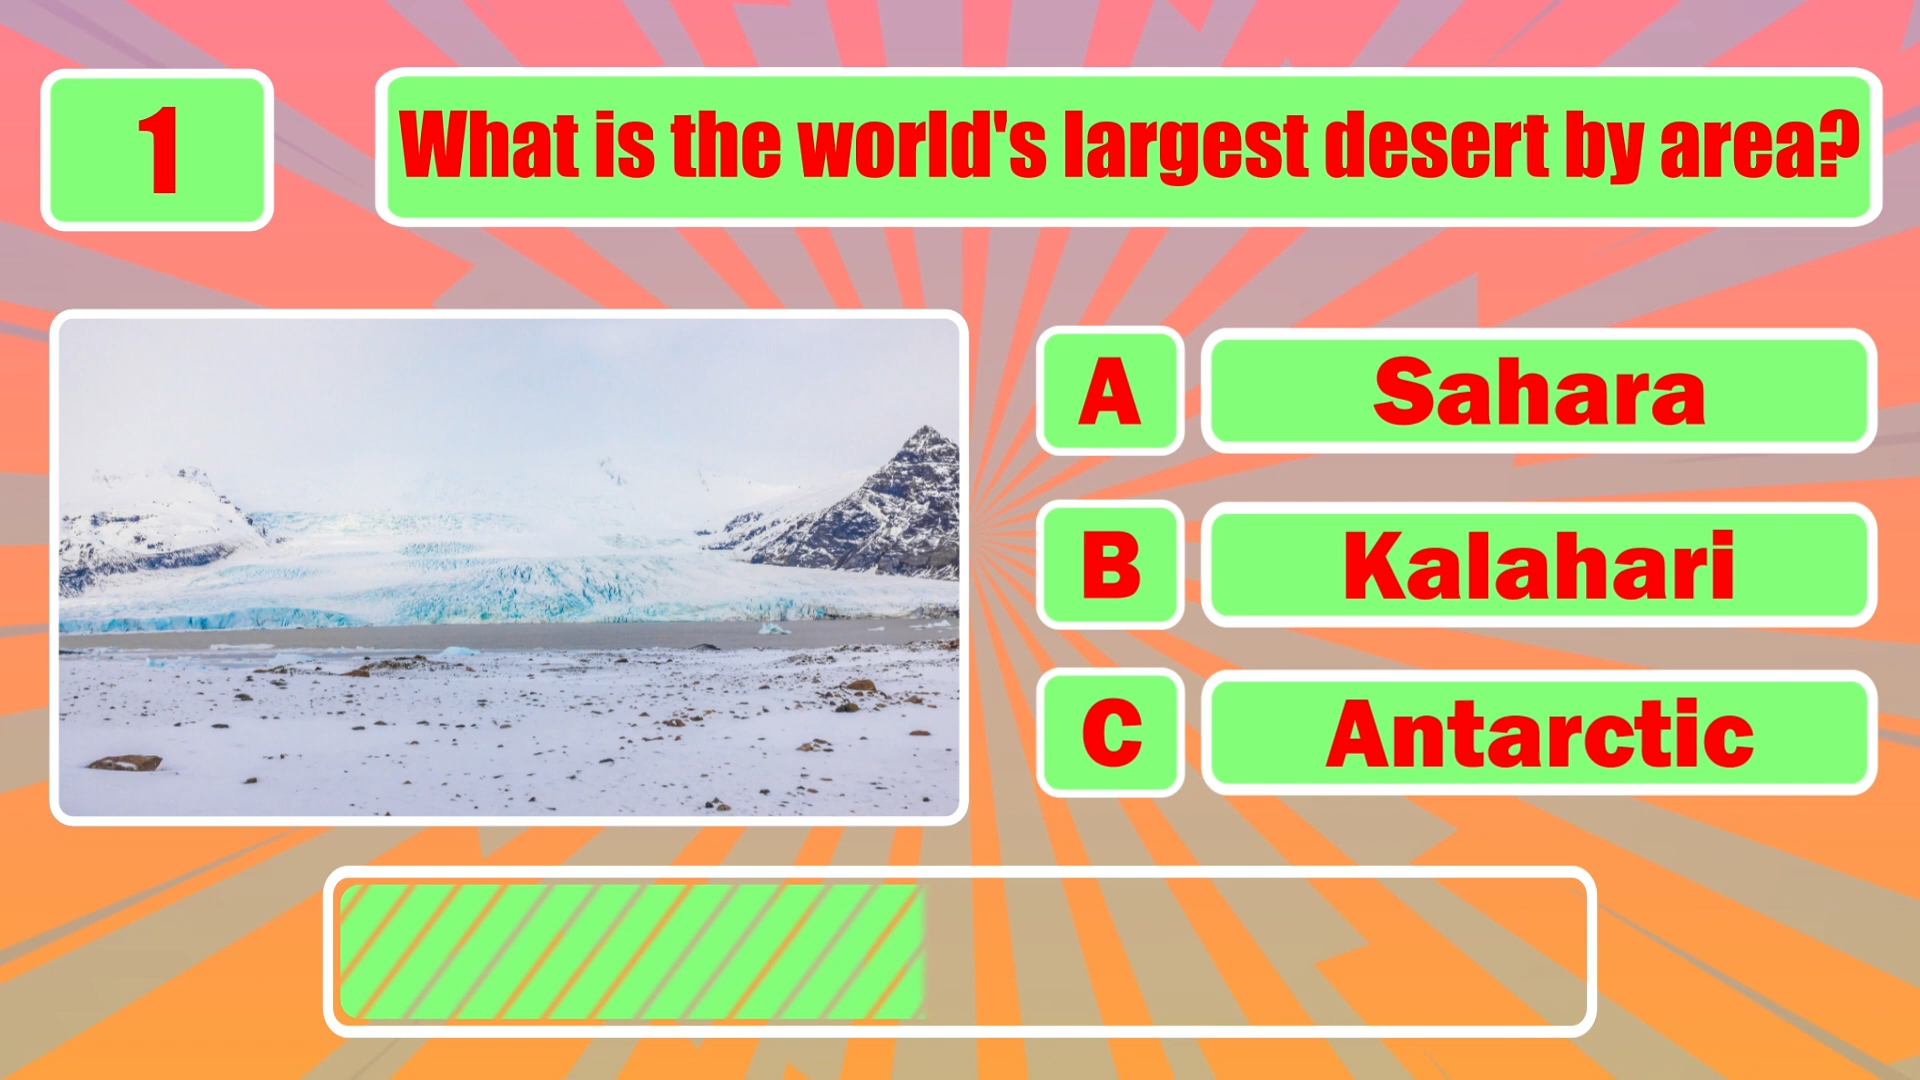 1
What is the world's largest desert by area?
A
Sahara
B
Kalahari
C
Antarctic